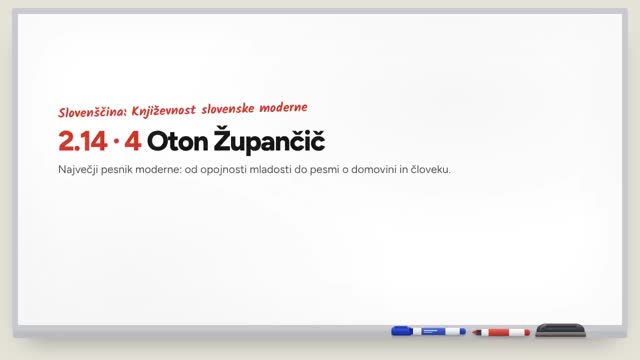 Slovenščina: Književnost slovenske moderne
2.14 · 4 Oton Župančič
Največji pesnik moderne: od opojnosti mladosti do pesmi o domovini in človeku.